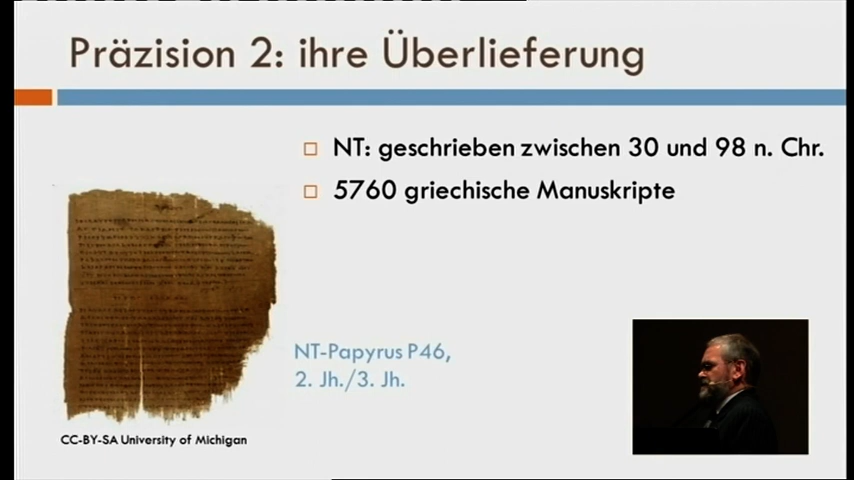 Präzision 2: ihre Überlieferung
NT: geschrieben zwischen 30 und 98 n. Chr.
5760 griechische Manuskripte
NT-Papyrus P46,
2. Jh./3. Jh.
CC-BY-SA University of Michigan